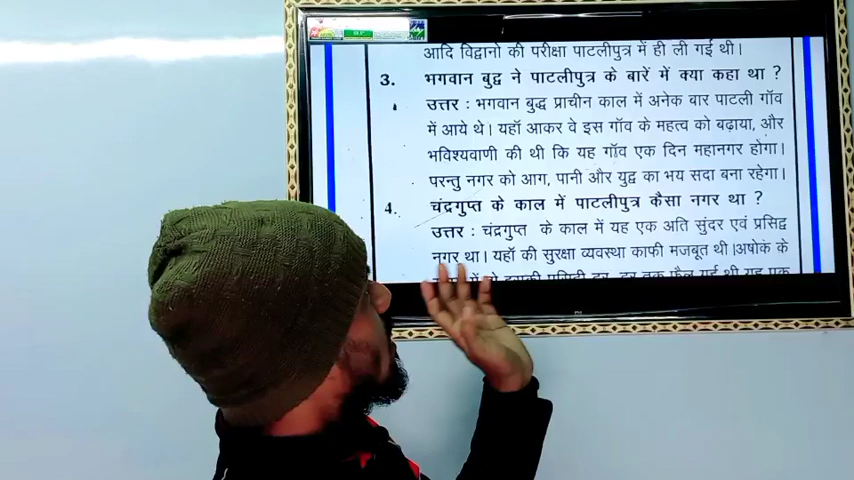 आदि विद्वानो की परीक्षा पाटलीपुत्र में ही ली गई थी।
3. भगवान बुद्व ने पाटलीपुत्र के बारें में क्या कहा था ?
उत्तर : भगवान बुद्ध प्राचीन काल में अनेक बार पाटली गॉव
में आये थे। यहॉ आकर वे इस गॉव के महत्व को बढ़ाया, और
भविश्यवाणी की थी कि यह गॉव एक दिन महानगर होगा।
परन्तु नगर को आग, पानी और युद्व का भय सदा बना रहेगा।
4. चंद्रगुप्त के काल में पाटलीपुत्र कैसा नगर था ?
उत्तर : चंद्रगुप्त के काल में यह एक अति सुंदर एवं प्रसिद्व
नगर था। यहॉ की सुरक्षा व्यवस्था काफी मजबूत थी।अषोकं के